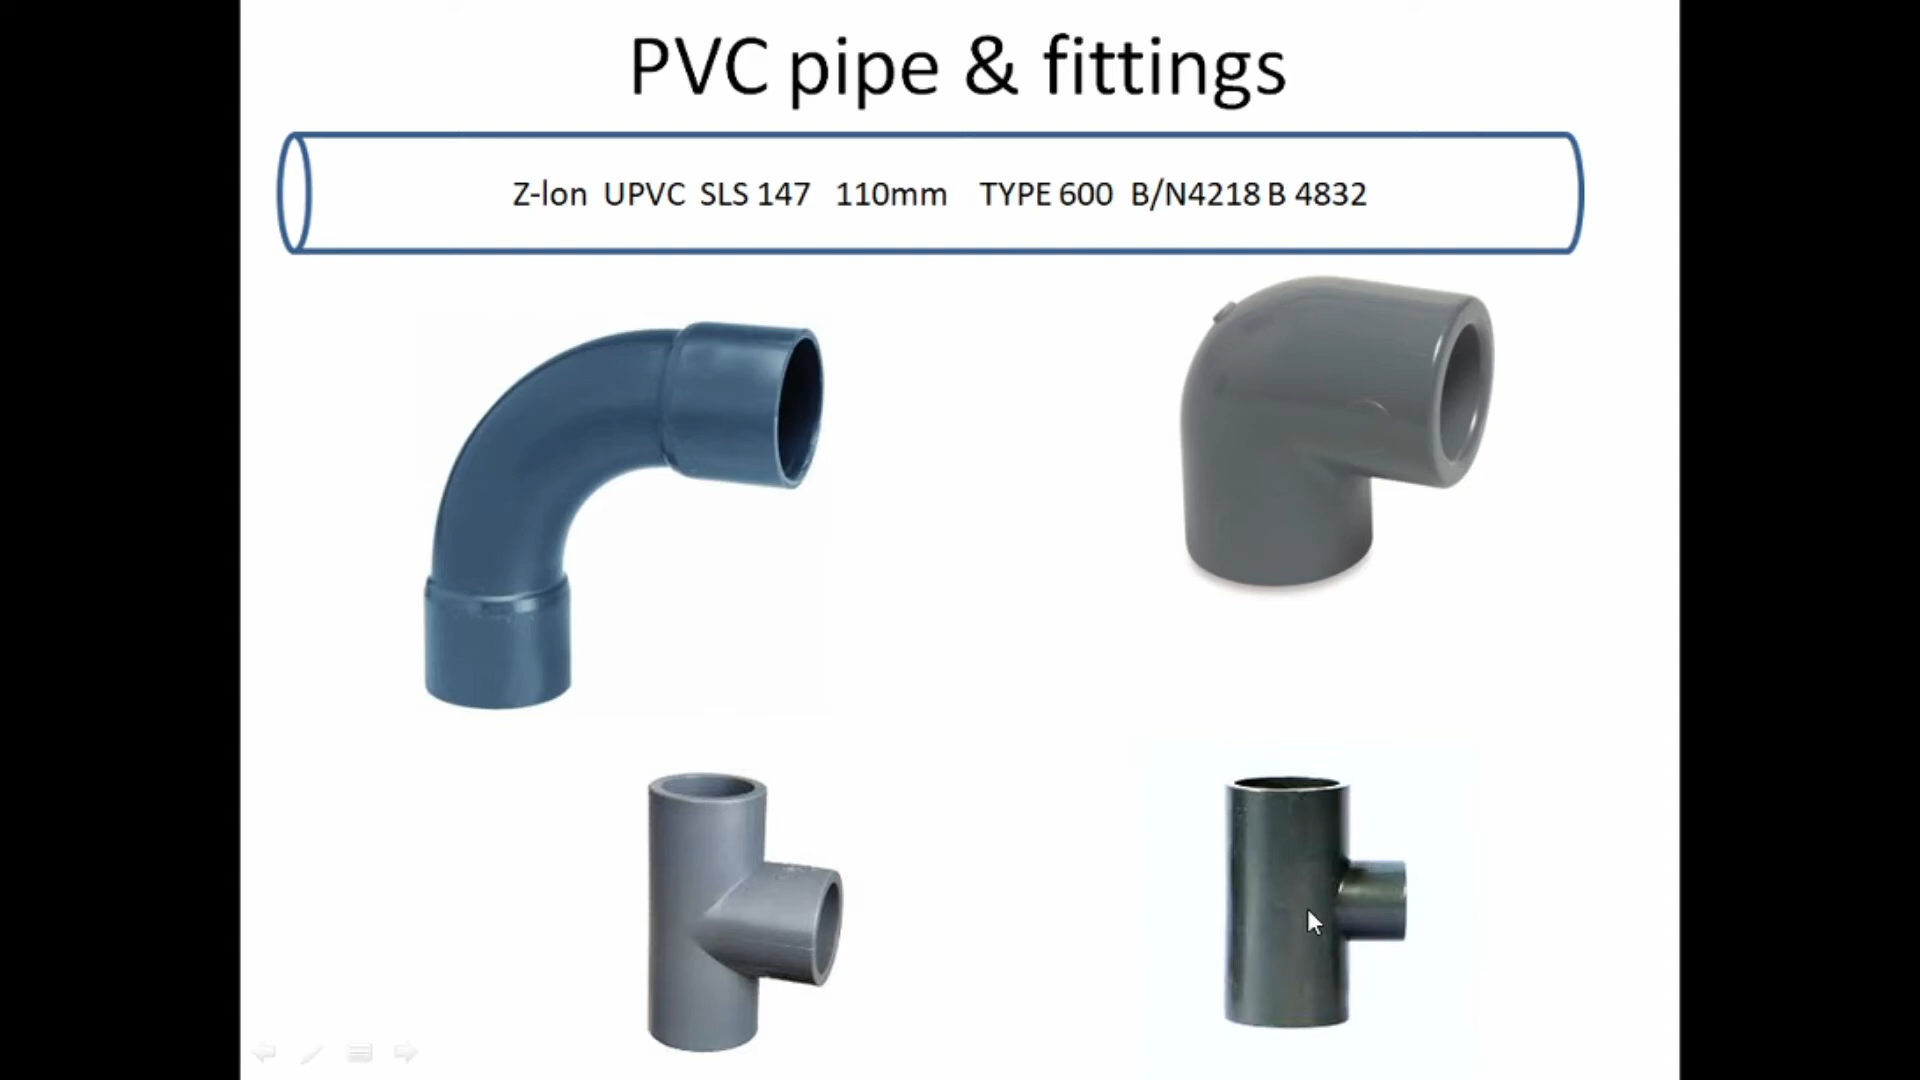 PVC pipe & fittings
Z-lon UPVC SLS 147 110mm TYPE 600 B/N4218 B 4832